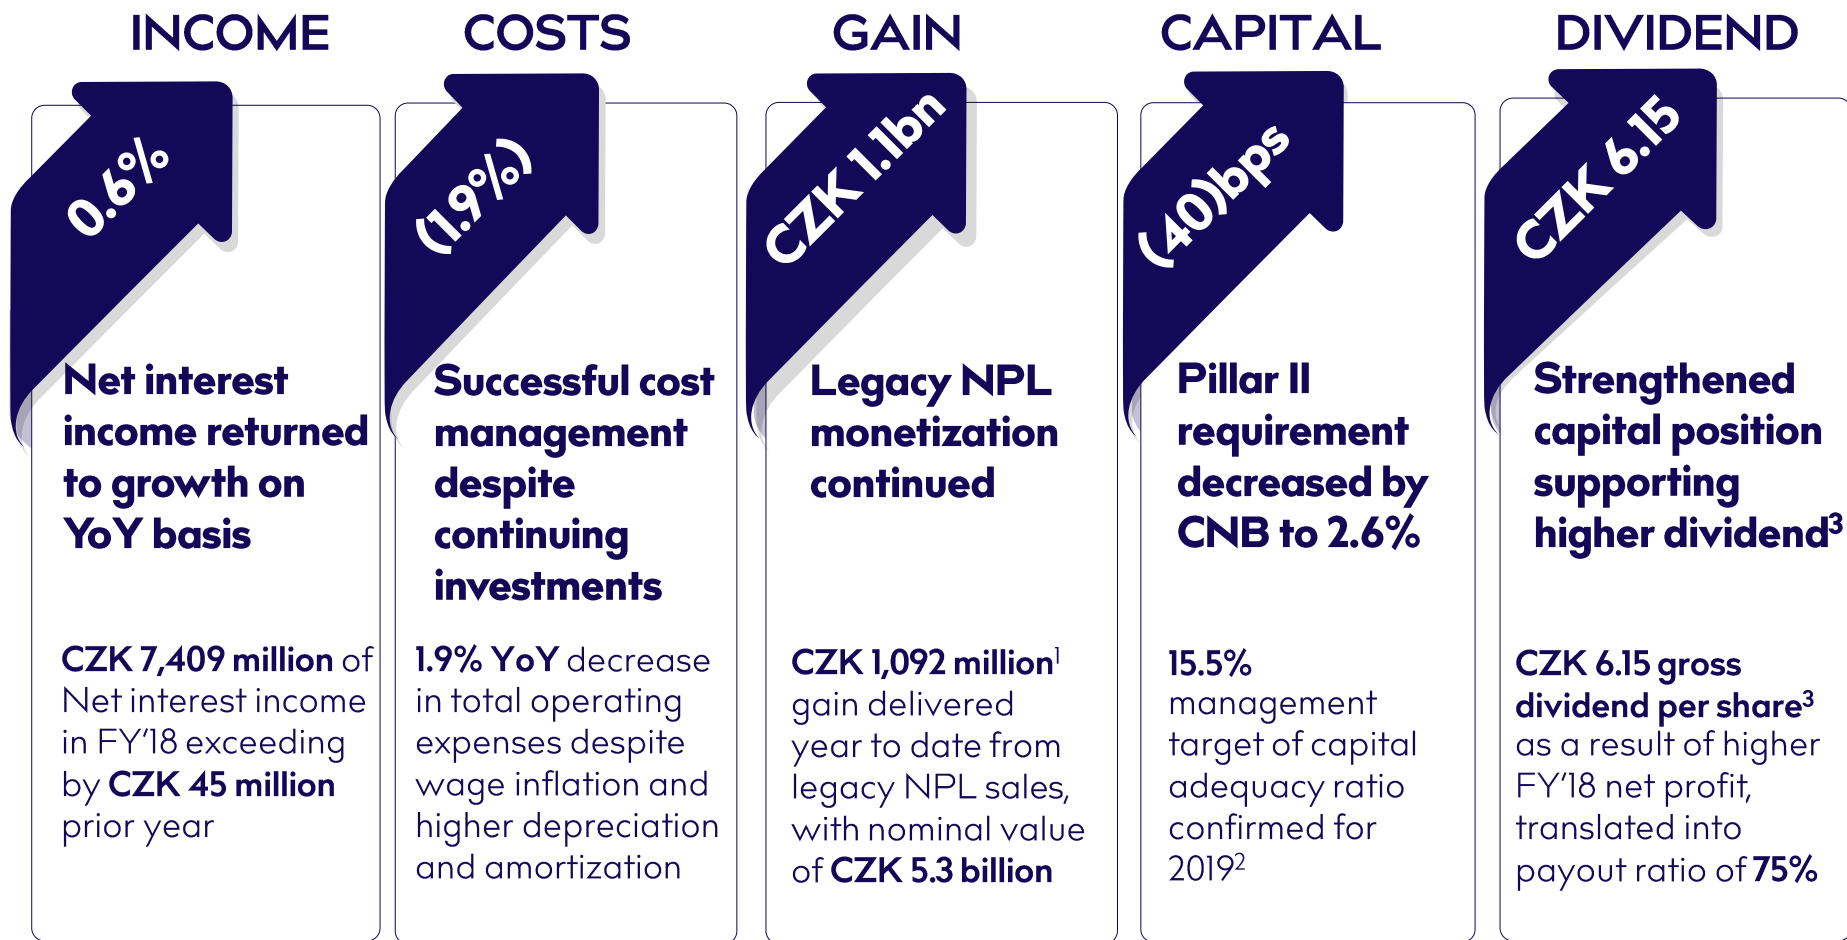 INCOME
0.6%
Net interest
income returned
to growth on
YoY basis
CZK 7,409 million of
Net interest income
in FY'18 exceeding
by CZK 45 million
prior year
COSTS
(1.9%)
Successful cost
management
despite
continuing
investments
1.9% YoY decrease
in total operating
expenses despite
wage inflation and
higher depreciation
and amortization
GAIN
CZK 1.1bn
Legacy NPL
monetization
continued
CZK 1,092 million¹
gain delivered
year to date from
legacy NPL sales,
with nominal value
of CZK 5.3 billion
CAPITAL
(40)bps
Pillar II
requirement
decreased by
CNB to 2.6%
15.5%
management
target of capital
adequacy ratio
confirmed for
2019²
DIVIDEND
CZK 6.15
Strengthened
capital position
supporting
higher dividend³
CZK 6.15 gross
dividend per share³
as a result of higher
FY'18 net profit,
translated into
payout ratio of 75%